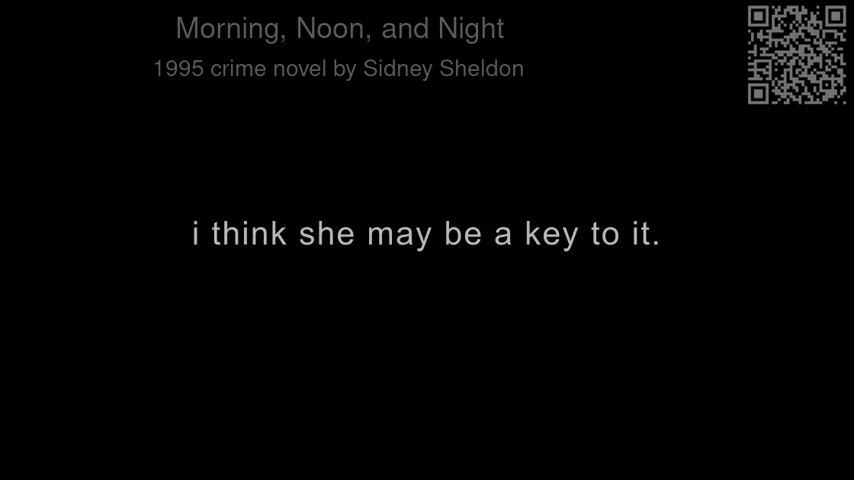 Morning, Noon, and Night
1995 crime novel by Sidney Sheldon
i think she may be a key to it.